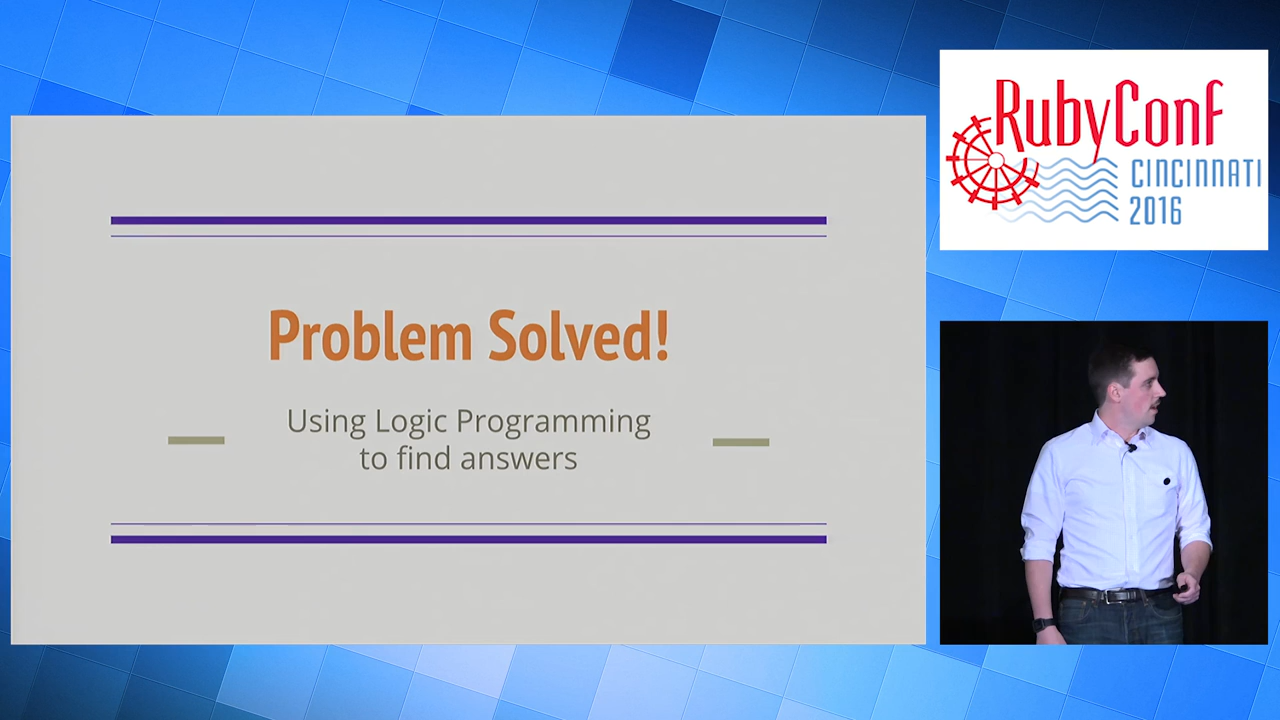 Problem Solved!
Using Logic Programming
to find answers
RubyConf
CINCINNATI
2016